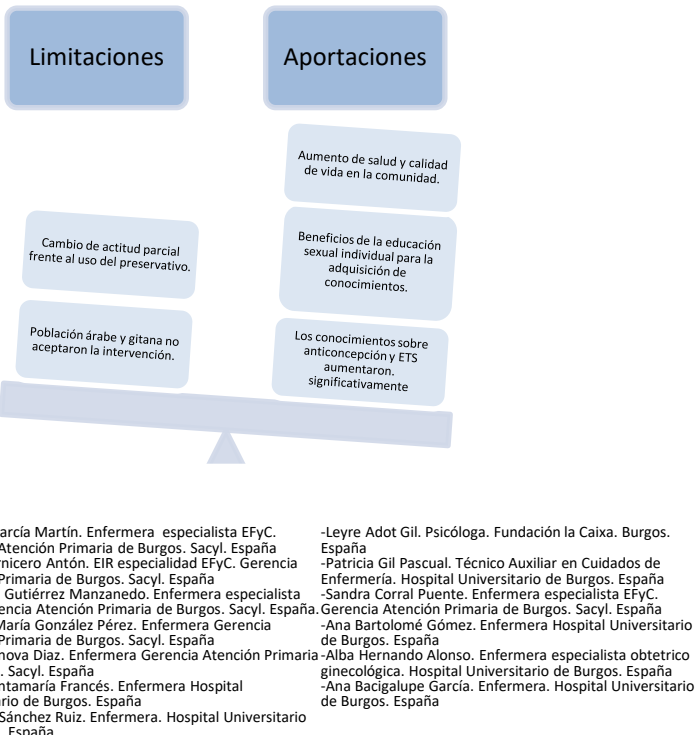 Limitaciones
Aportaciones
Cambio de actitud parcial
frente al uso del preservativo.
Población árabe y gitana no
aceptaron la intervención.
Aumento de salud y calidad
de vida en la comunidad.
Beneficios de la educación
sexual individual para la
adquisición de
conocimientos.
Los conocimientos sobre
anticoncepción y ETS
aumentaron.
significativamente
García Martín. Enfermera especialista EFyC.
Atención Primaria de Burgos. Sacyl. España
Antón. EIR especialidad EFyC. Gerencia
Primaria de Burgos. Sacyl. España
Gutiérrez Manzanedo. Enfermera especialista
Atención Primaria de Burgos. Sacyl. España.
María González Pérez. Enfermera Gerencia
Primaria de Burgos. Sacyl. España
Diaz. Enfermera Gerencia Atención Primaria
. Sacyl. España
Francés. Enfermera Hospital
de Burgos. España
Sánchez Ruiz. Enfermera. Hospital Universitario
. España
-Leyre Adot Gil. Psicóloga. Fundación la Caixa. Burgos.
España
-Patricia Gil Pascual. Técnico Auxiliar en Cuidados de
Enfermería. Hospital Universitario de Burgos. España
-Sandra Corral Puente. Enfermera especialista EFyC.
Gerencia Atención Primaria de Burgos. Sacyl. España
-Ana Bartolomé Gómez. Enfermera Hospital Universitario
de Burgos. España
-Alba Hernando Alonso. Enfermera especialista obtetrico
ginecológica. Hospital Universitario de Burgos. España
-Ana Bacigalupe García. Enfermera. Hospital Universitario
de Burgos. España